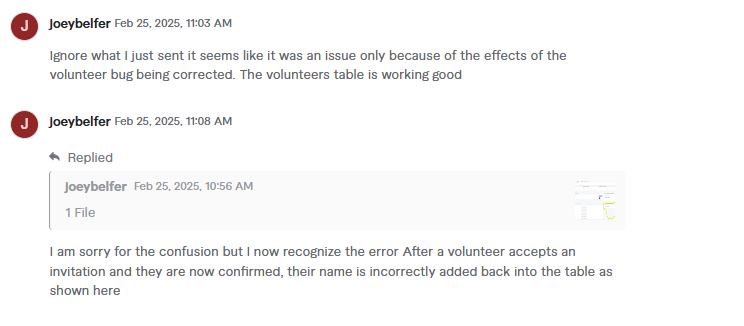 J
joeybelfer Feb 25, 2025, 11:03 AM
Ignore what I just sent it seems like it was an issue only because of the effects of the
volunteer bug being corrected. The volunteers table is working good
J
joeybelfer Feb 25, 2025, 11:08 AM
Replied
joeybelfer Feb 25, 2025, 10:56 AM
1 File
I am sorry for the confusion but I now recognize the error After a volunteer accepts an
invitation and they are now confirmed, their name is incorrectly added back into the table as
shown here